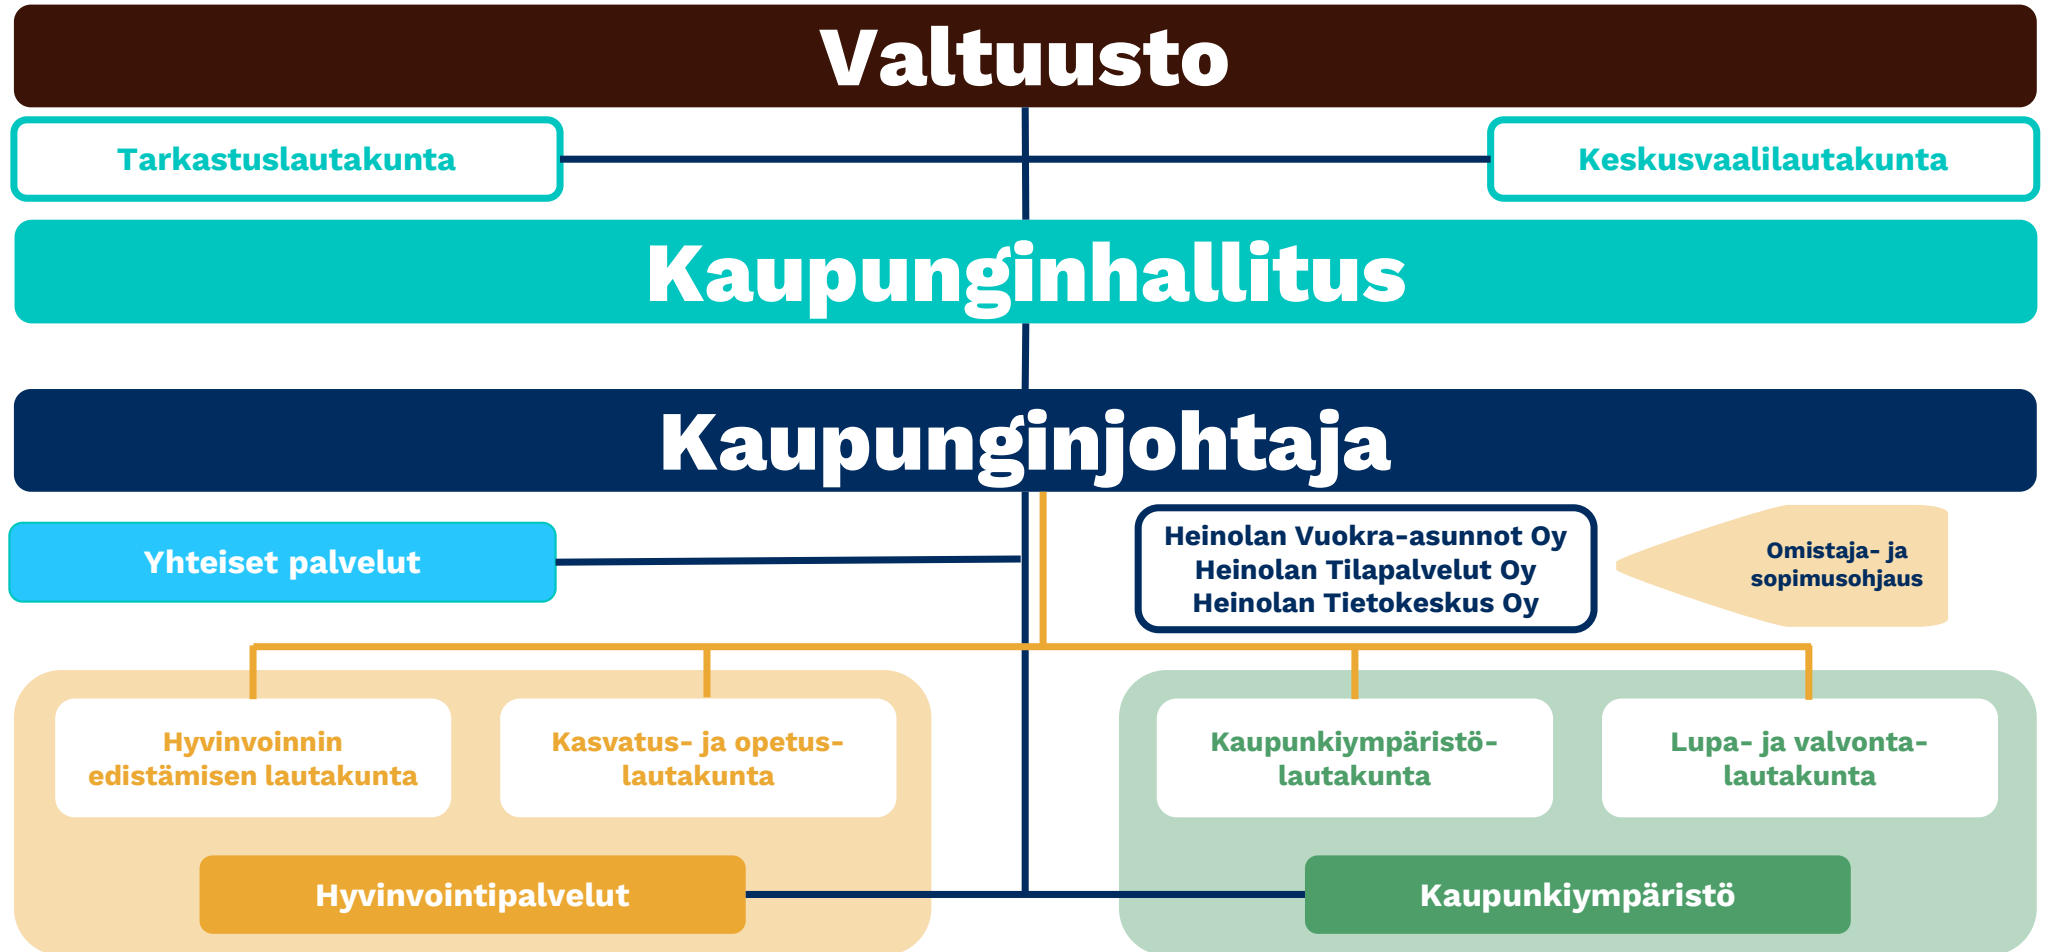 Valtuusto
Tarkastuslautakunta
Keskusvaalilautakunta
Kaupunginhallitus
Kaupunginjohtaja
Yhteiset palvelut
Heinolan Vuokra-asunnot Oy
Heinolan Tilapalvelut Oy
Heinolan Tietokeskus Oy
Omistaja- ja
sopimusohjaus
Hyvinvoinnin
edistämisen lautakunta
Kasvatus- ja opetus-
lautakunta
Kaupunkiympäristö-
lautakunta
Lupa- ja valvonta-
lautakunta
Hyvinvointipalvelut
Kaupunkiympäristö